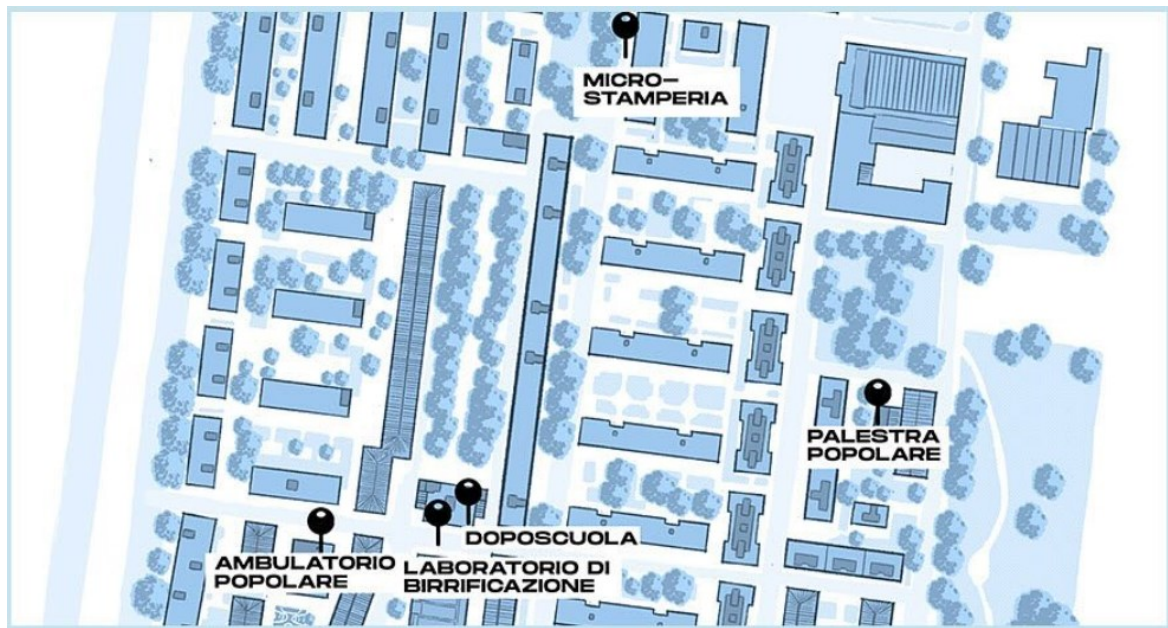 MICRO-
STAMPERIA
PALESTRA
POPOLARE
DOPOSCUOLA
AMBULATORIO
POPOLARE
LABORATORIO DI
BIRRIFICAZIONE